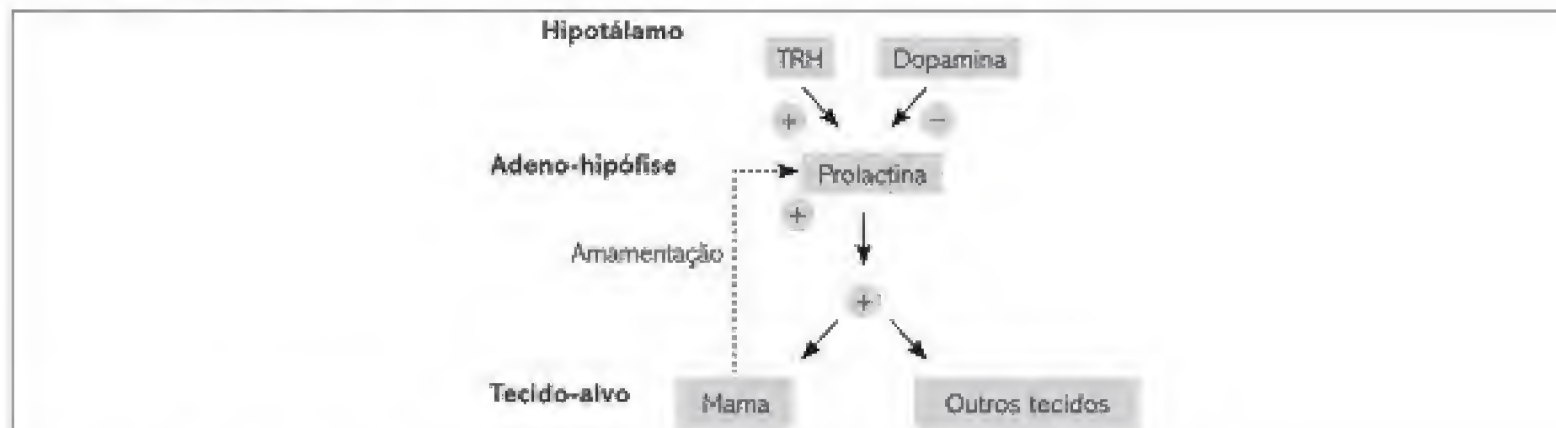 Hipotálamo
TRH Dopamina
+ −
Adeno-hipófise
Prolactina
+
Amamentação
+
Tecido-alvo
Mama Outros tecidos